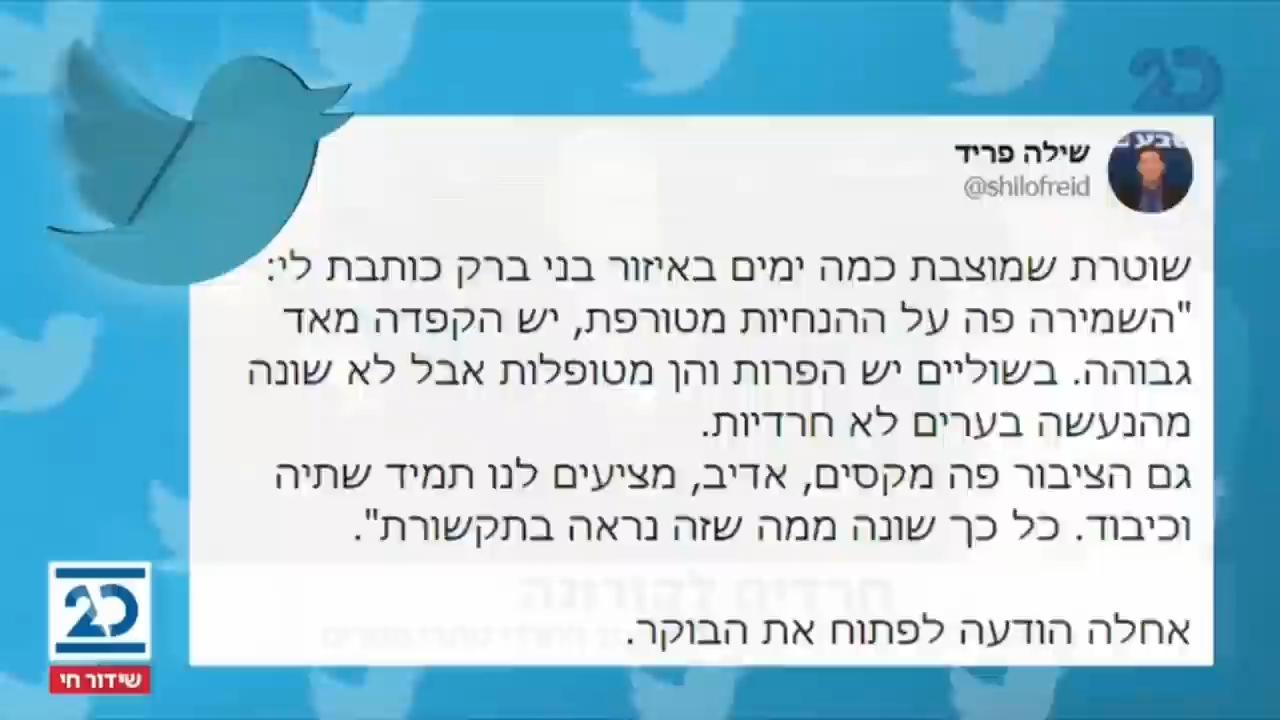 20
שילה פריד
@shilofreid
שוטרת שמוצבת כמה ימים באיזור בני ברק כותבת לי:
"השמירה פה על ההנחיות מטורפת, יש הקפדה מאד
גבוהה. בשוליים יש הפרות והן מטופלות אבל לא שונה
מהנעשה בערים לא חרדיות.
גם הציבור פה מקסים, אדיב, מציעים לנו תמיד שתיה
וכיבוד. כל כך שונה ממה שזה נראה בתקשורת".
אחלה הודעה לפתוח את הבוקר.
חרדים לקורונה
20
שידור חי